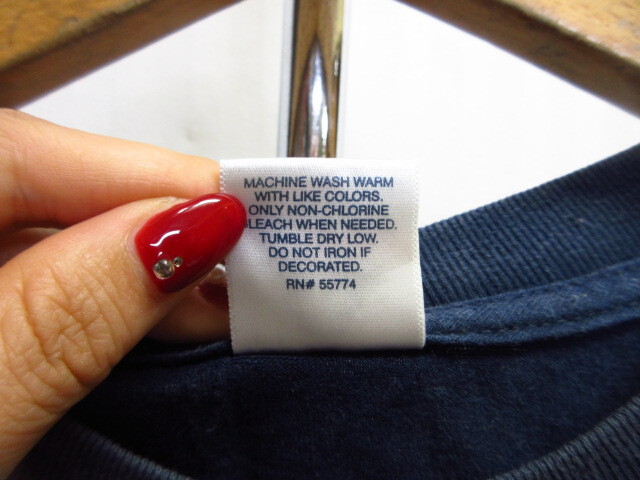 MACHINE WASH WARM
WITH LIKE COLORS.
ONLY NON-CHLORINE
LEACH WHEN NEEDED.
TUMBLE DRY LOW.
DO NOT IRON IF
DECORATED.
RN# 55774